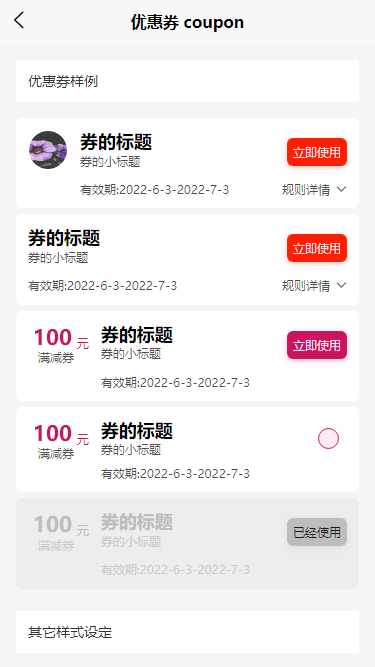 优惠券 coupon
优惠券样例
券的标题
券的小标题
立即使用
有效期:2022-6-3-2022-7-3 规则详情
券的标题
券的小标题
立即使用
有效期:2022-6-3-2022-7-3 规则详情
100 元 券的标题
满减券 券的小标题
立即使用
有效期:2022-6-3-2022-7-3
100 元 券的标题
满减券 券的小标题
有效期:2022-6-3-2022-7-3
100 元 券的标题
满减券 券的小标题
已经使用
有效期:2022-6-3-2022-7-3
其它样式设定